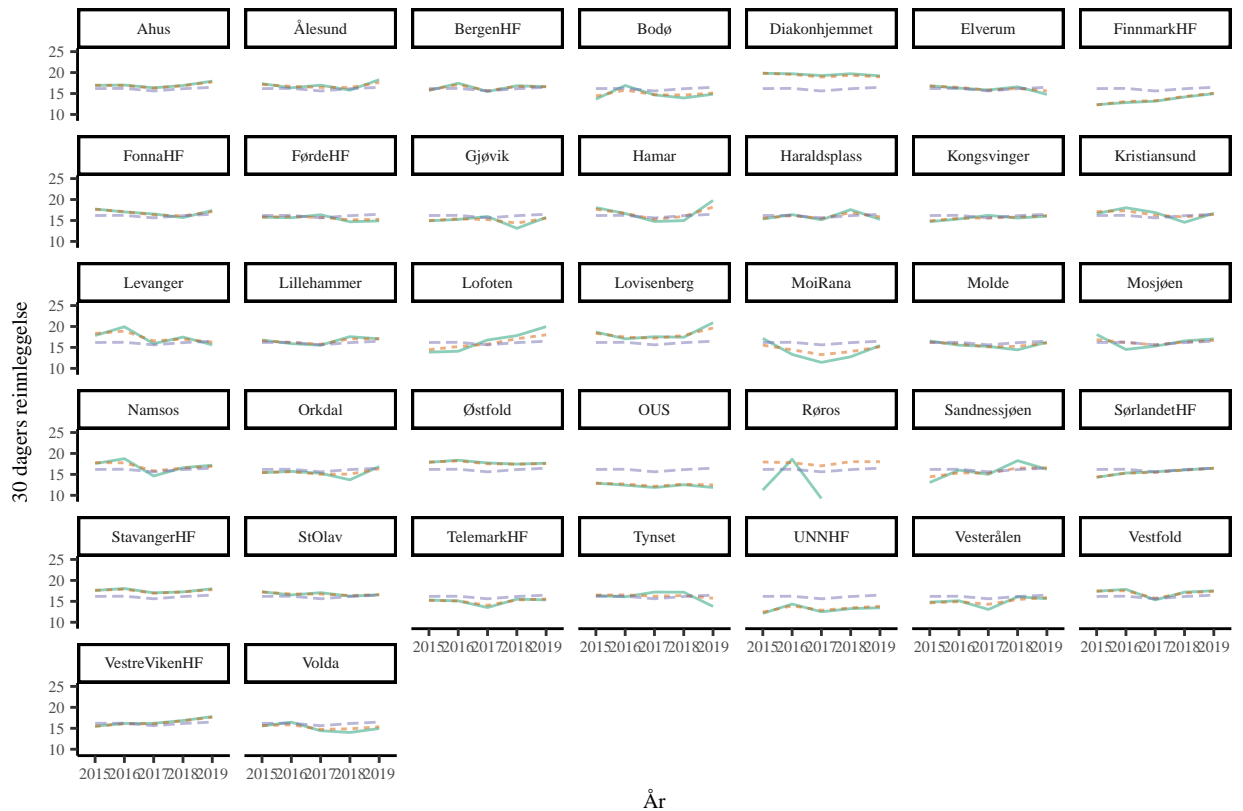 Ahus Ålesund BergenHF Bodø Diakonhjemmet Elverum FinnmarkHF
25
20
15
10
FonnaHF FørdeHF Gjøvik Hamar Haraldsplass Kongsvinger Kristiansund
25
20
15
10
Levanger Lillehammer Lofoten Lovisenberg MoiRana Molde Mosjøen
25
20
15
10
30 dagers reinnleggelse
Namsos Orkdal Østfold OUS Røros Sandnessjøen SørlandetHF
25
20
15
10
StavangerHF StOlav TelemarkHF Tynset UNNHF Vesterålen Vestfold
25
20
15
10
2015 2016 2017 2018 2019 2015 2016 2017 2018 2019 2015 2016 2017 2018 2019 2015 2016 2017 2018 2019 2015 2016 2017 2018 2019
VestreVikenHF Volda
25
20
15
10
2015 2016 2017 2018 2019 2015 2016 2017 2018 2019
År